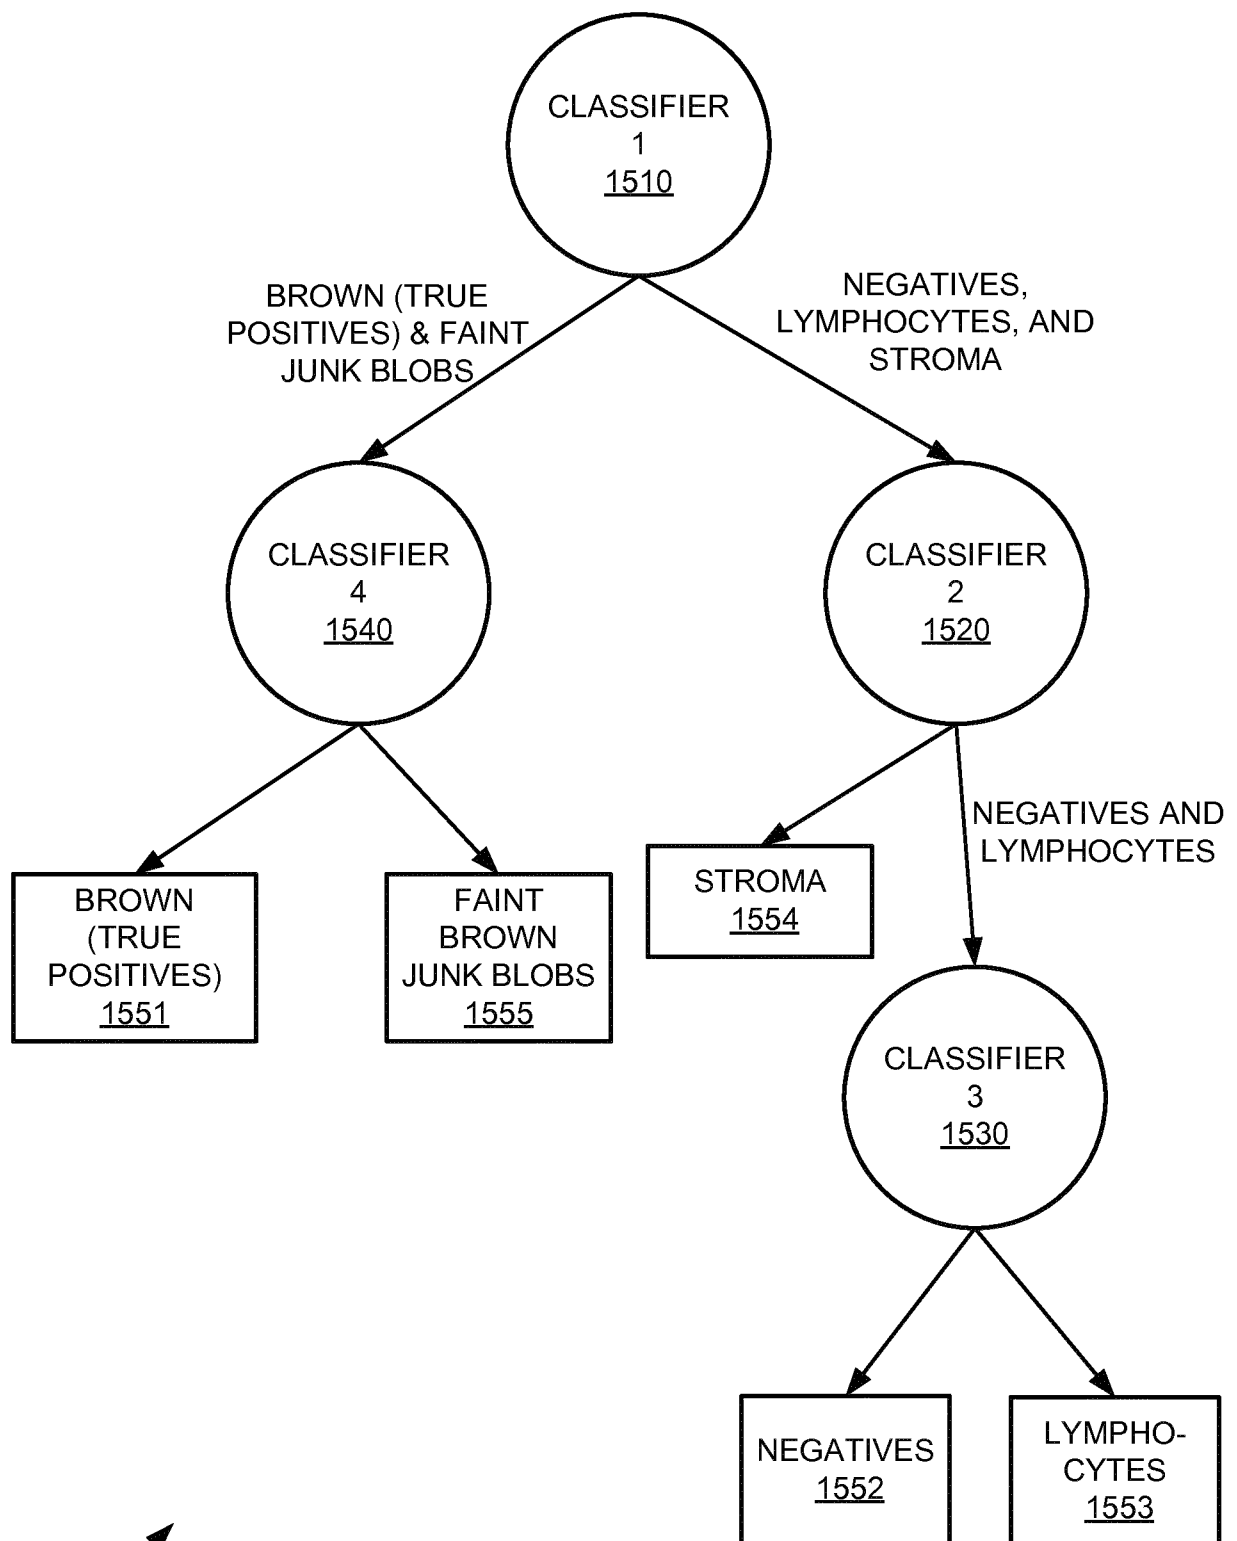 CLASSIFIER
1
1510
BROWN (TRUE
POSITIVES) & FAINT
JUNK BLOBS
NEGATIVES,
LYMPHOCYTES, AND
STROMA
CLASSIFIER
4
1540
CLASSIFIER
2
1520
NEGATIVES AND
LYMPHOCYTES
BROWN
(TRUE
POSITIVES)
1551
FAINT
BROWN
JUNK BLOBS
1555
STROMA
1554
CLASSIFIER
3
1530
NEGATIVES
1552
LYMPHO-
CYTES
1553